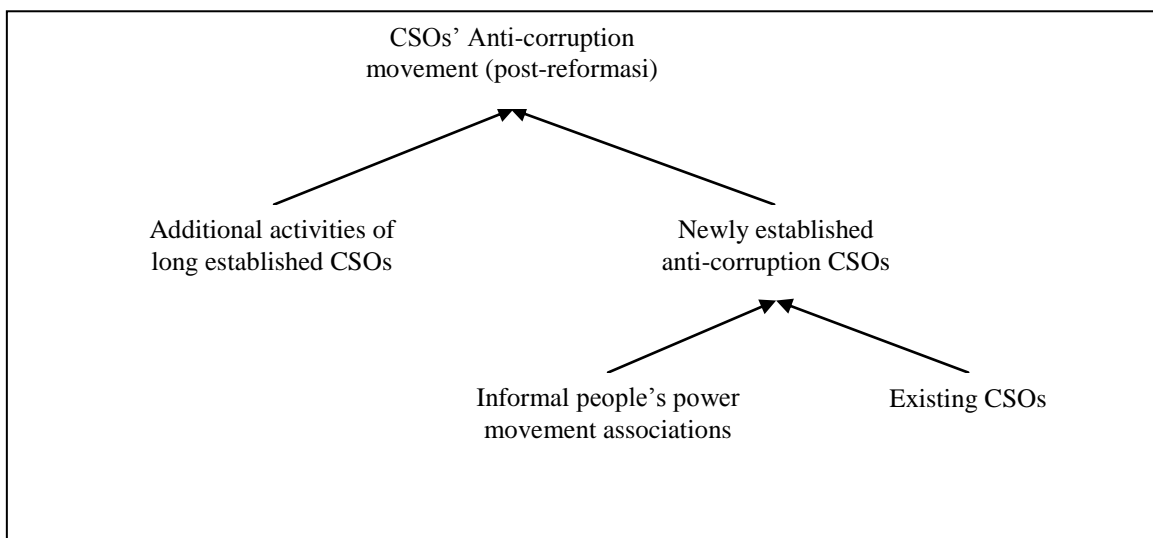 CSOs’ Anti-corruption
movement (post-reformasi)
Additional activities of
long established CSOs
Newly established
anti-corruption CSOs
Informal people’s power
movement associations
Existing CSOs